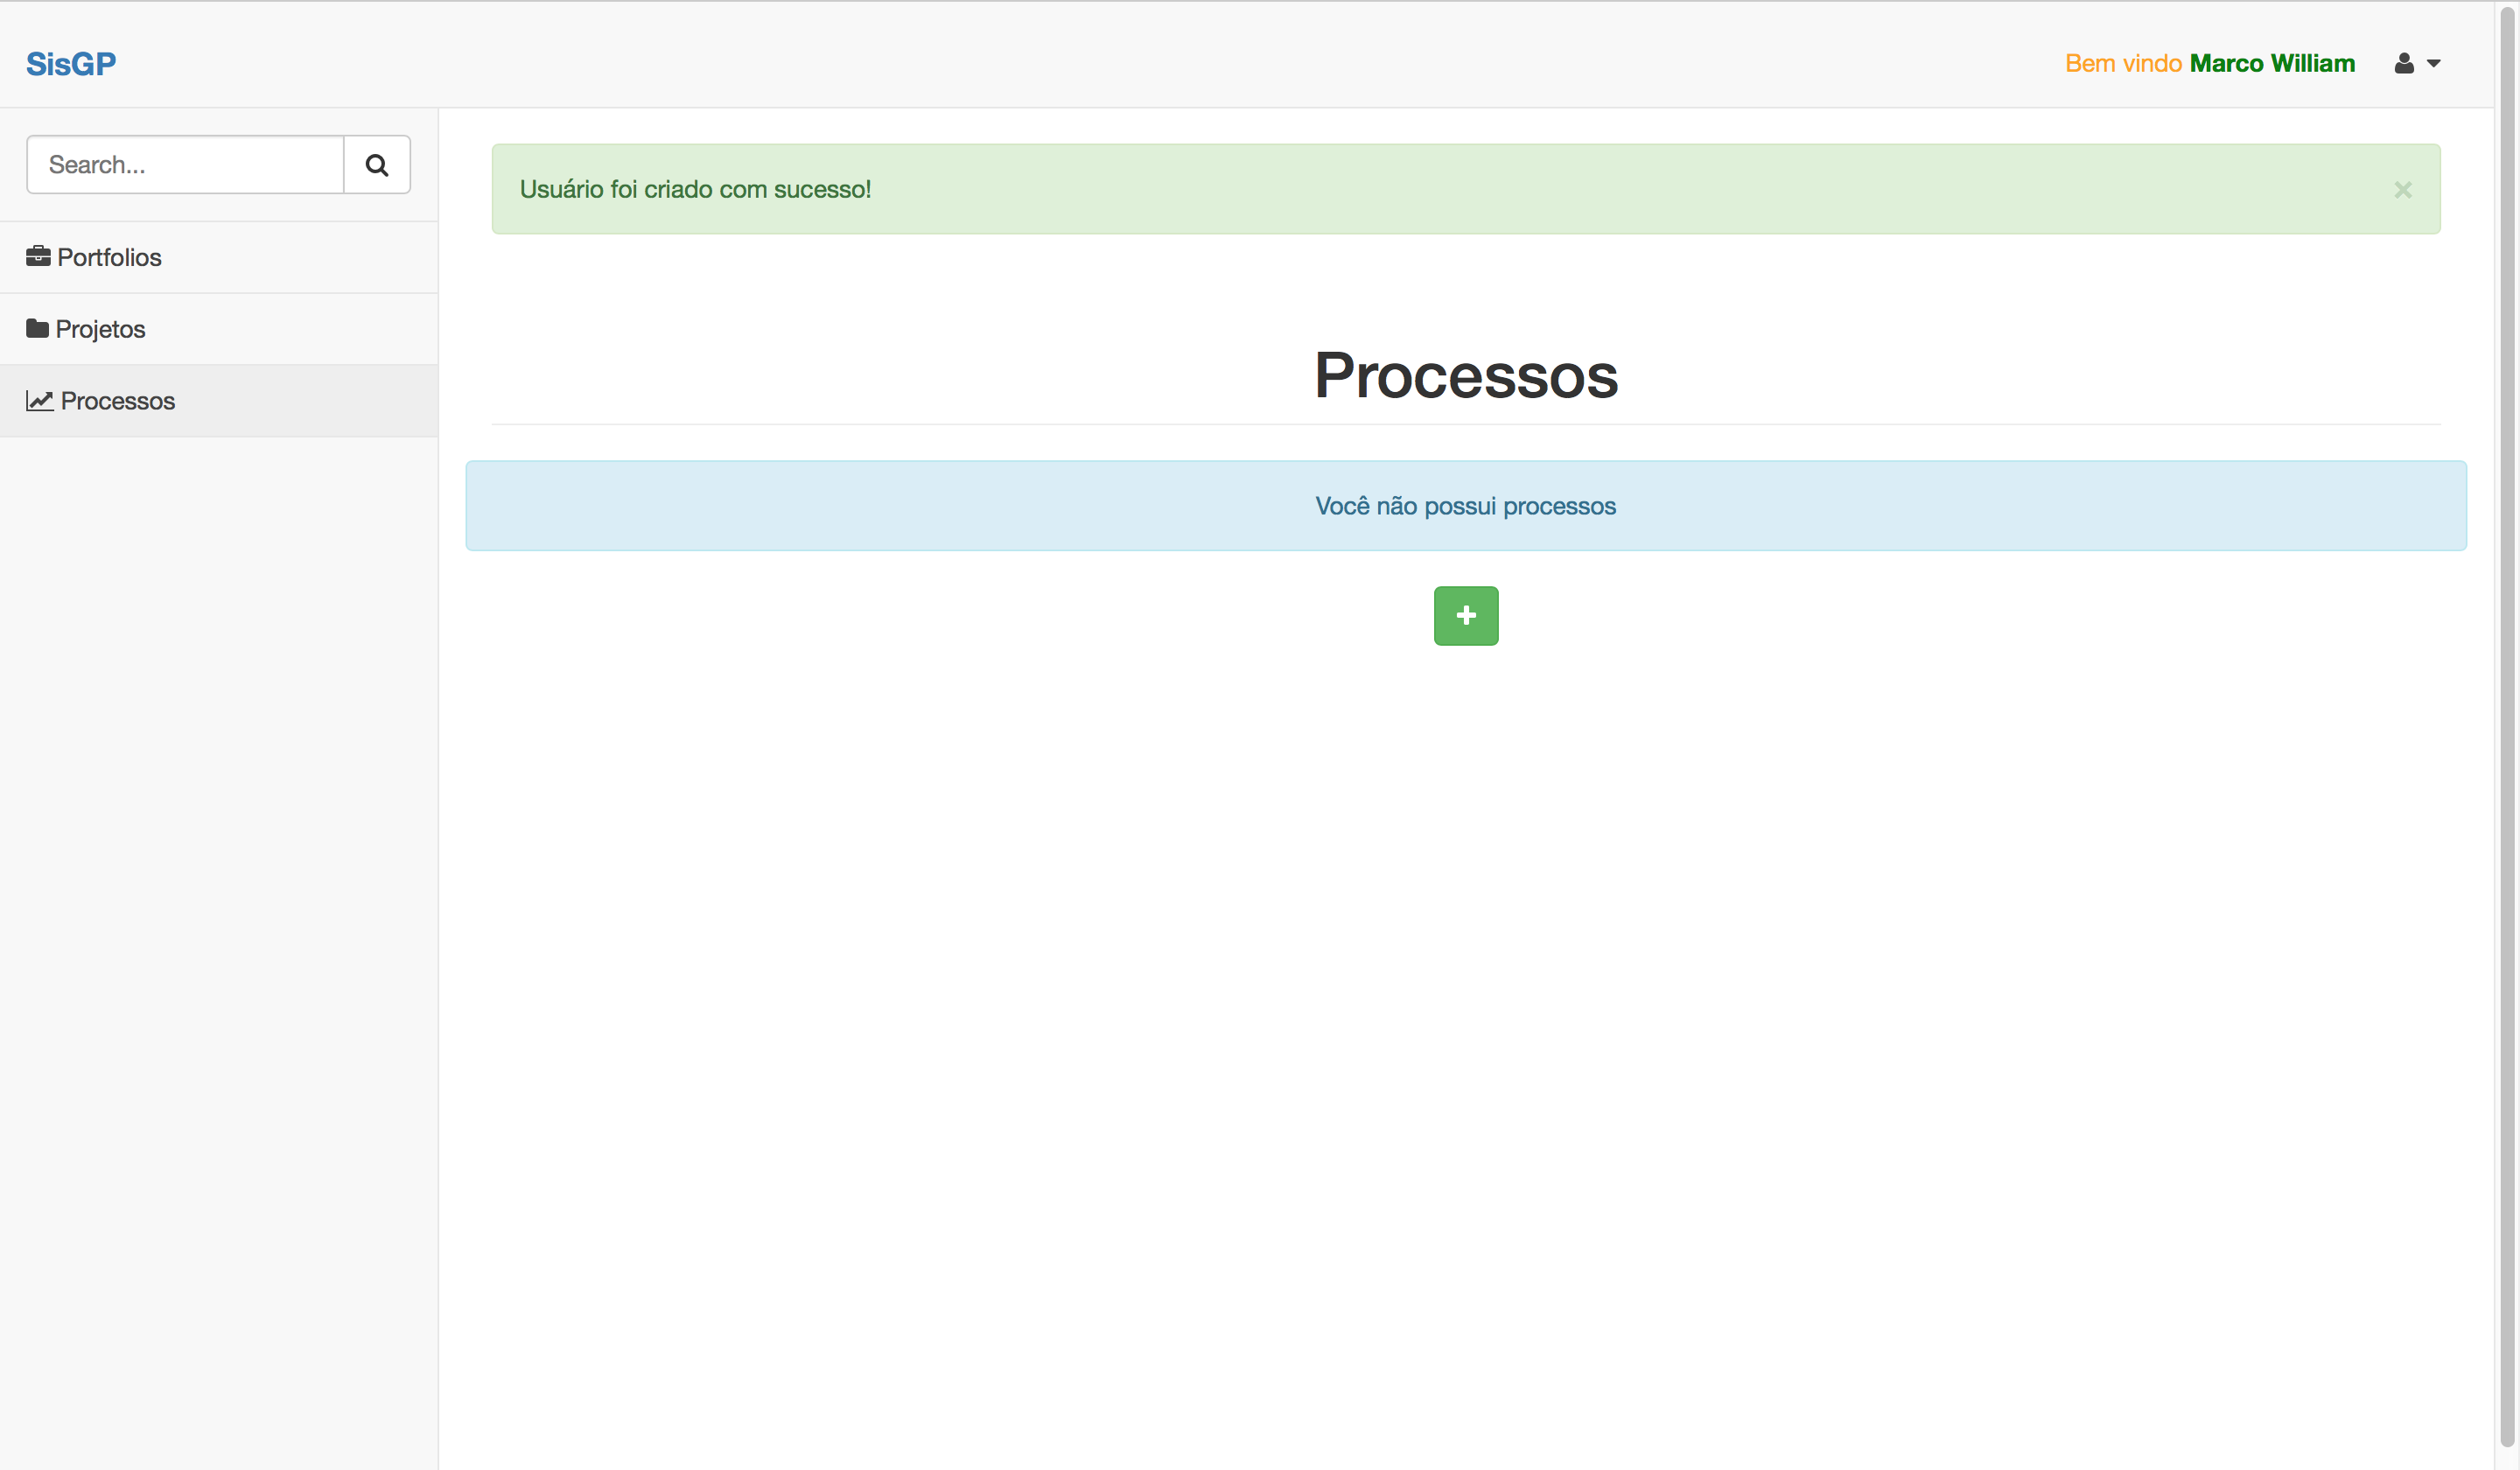 SisGP
Bem vindo Marco William
Search...
Portfolios
Projetos
Processos
Usuário foi criado com sucesso!
Processos
Você não possui processos